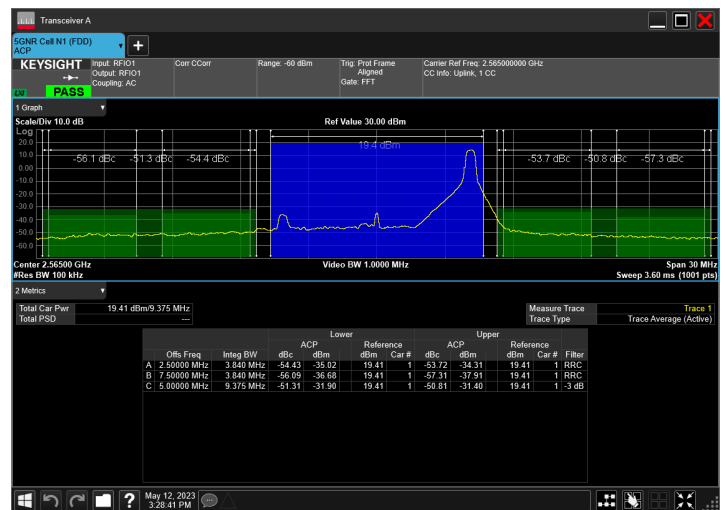 Transceiver A
5GNR Cell N1 (FDD)
ACP
KEYSIGHT
Input: RFIO1
Output: RFIO1
Coupling: AC
Corr CCorr
Range: -60 dBm
Trig: Prot Frame
Aligned
Gate: FFT
Carrier Ref Freq: 2.565000000 GHz
CC Info: Uplink, 1 CC
LXI
PASS
1 Graph
Scale/Div 10.0 dB
Ref Value 30.00 dBm
Log
20.0
10.0
0.00
-10.0
-20.0
-30.0
-40.0
-50.0
-60.0
-56.1 dBc
-51.3 dBc
-54.4 dBc
19.4 dBm
-53.7 dBc
-50.8 dBc
-57.3 dBc
Center 2.56500 GHz
Video BW 1.0000 MHz
Span 30 MHz
#Res BW 100 kHz
Sweep 3.60 ms (1001 pts)
2 Metrics
Total Car Pwr 19.41 dBm/9.375 MHz
Total PSD ---
Measure Trace Trace 1
Trace Type Trace Average (Active)
Lower Upper
ACP Reference ACP Reference
Offs Freq Integ BW dBc dBm dBm Car # dBc dBm dBm Car # Filter
A 2.50000 MHz 3.840 MHz -54.43 -35.02 19.41 1 -53.72 -34.31 19.41 1 RRC
B 7.50000 MHz 3.840 MHz -56.09 -36.68 19.41 1 -57.31 -37.91 19.41 1 RRC
C 5.00000 MHz 9.375 MHz -51.31 -31.90 19.41 1 -50.81 -31.40 19.41 1 -3 dB
May 12, 2023
3:28:41 PM